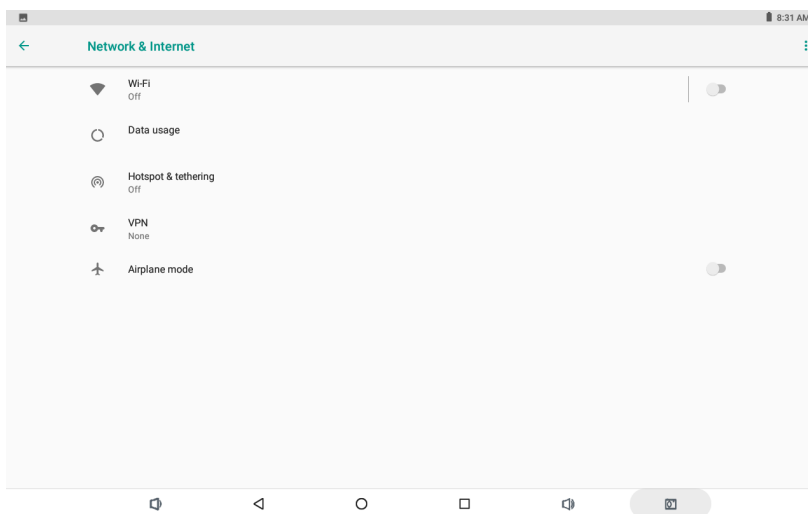 8:31 AM
Network & Internet
Wi-Fi
Off
Data usage
Hotspot & tethering
Off
VPN
None
Airplane mode